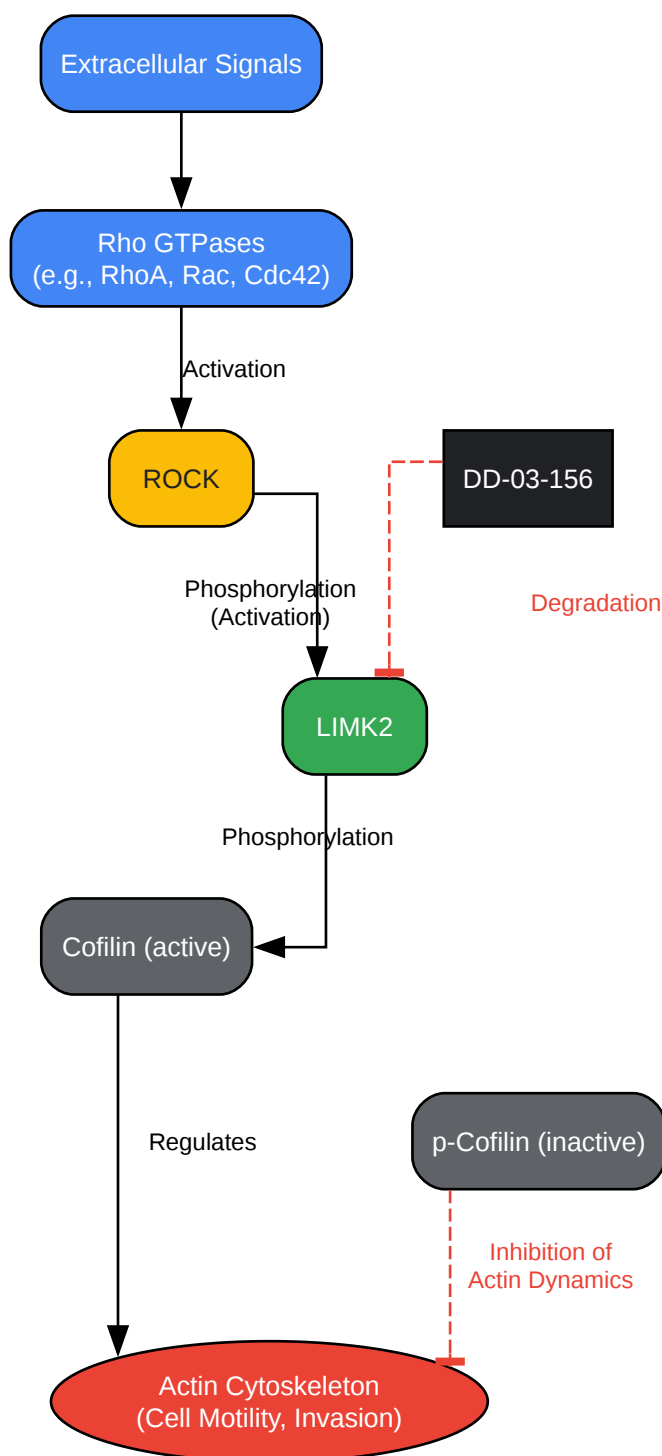 Extracellular Signals
Rho GTPases
(e.g., RhoA, Rac, Cdc42)
Activation
ROCK
DD-03-156
Phosphorylation
(Activation)
Degradation
LIMK2
Phosphorylation
Cofilin (active)
Regulates
p-Cofilin (inactive)
Inhibition of
Actin Dynamics
Actin Cytoskeleton
(Cell Motility, Invasion)